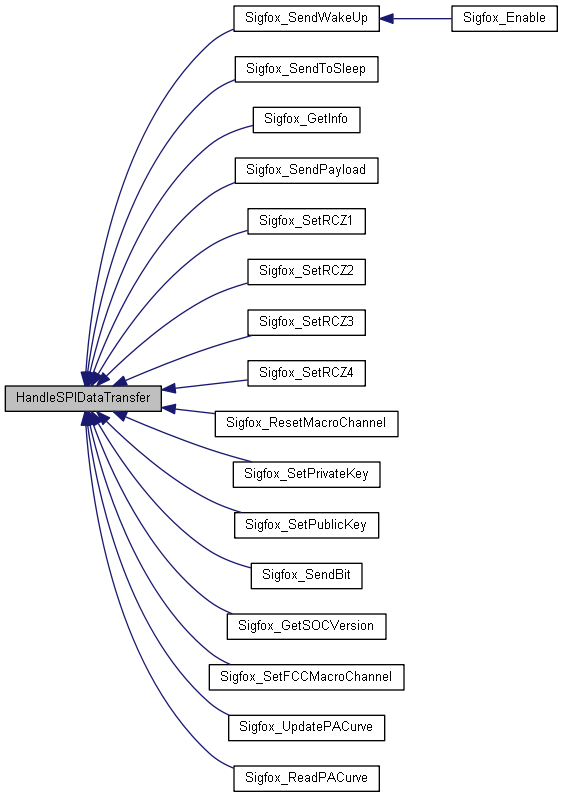 Sigfox_SendWakeUp
Sigfox_Enable
Sigfox_SendToSleep
Sigfox_GetInfo
Sigfox_SendPayload
Sigfox_SetRCZ1
Sigfox_SetRCZ2
Sigfox_SetRCZ3
Sigfox_SetRCZ4
HandleSPIDataTransfer
Sigfox_ResetMacroChannel
Sigfox_SetPrivateKey
Sigfox_SetPublicKey
Sigfox_SendBit
Sigfox_GetSOCVersion
Sigfox_SetFCCMacroChannel
Sigfox_UpdatePACurve
Sigfox_ReadPACurve